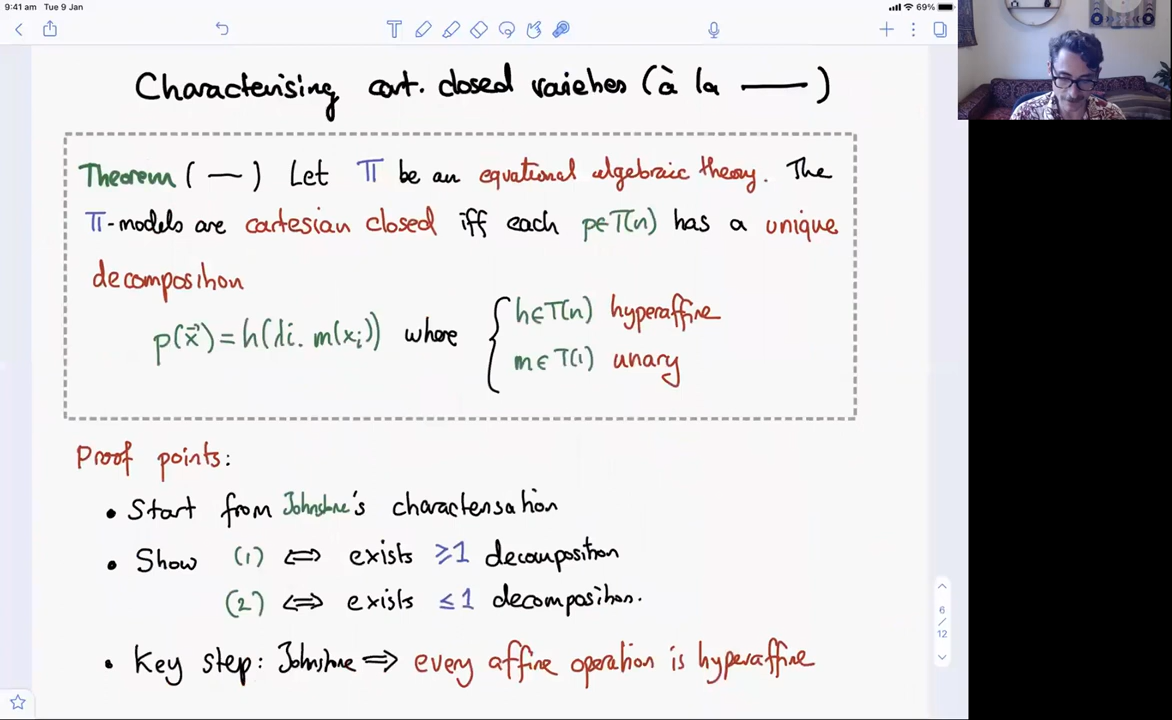 9:41 am Tue 9 Jan
69%
Characterising cart. closed varieties (à la —)
Theorem (—) Let 𝕋 be an equational algebraic theory. The
𝕋-models are cartesian closed iff each p∈T(n) has a unique
decomposition
p(x⃗) = h(λi. m(xᵢ)) where { h∈T(n) hyperaffine
m∈T(1) unary
Proof points:
• Start from Johnstone's characterisation
• Show (1) ⇔ exists ≥1 decomposition
(2) ⇔ exists ≤1 decomposition.
• Key step: Johnstone ⇒ every affine operation is hyperaffine
6
/
12